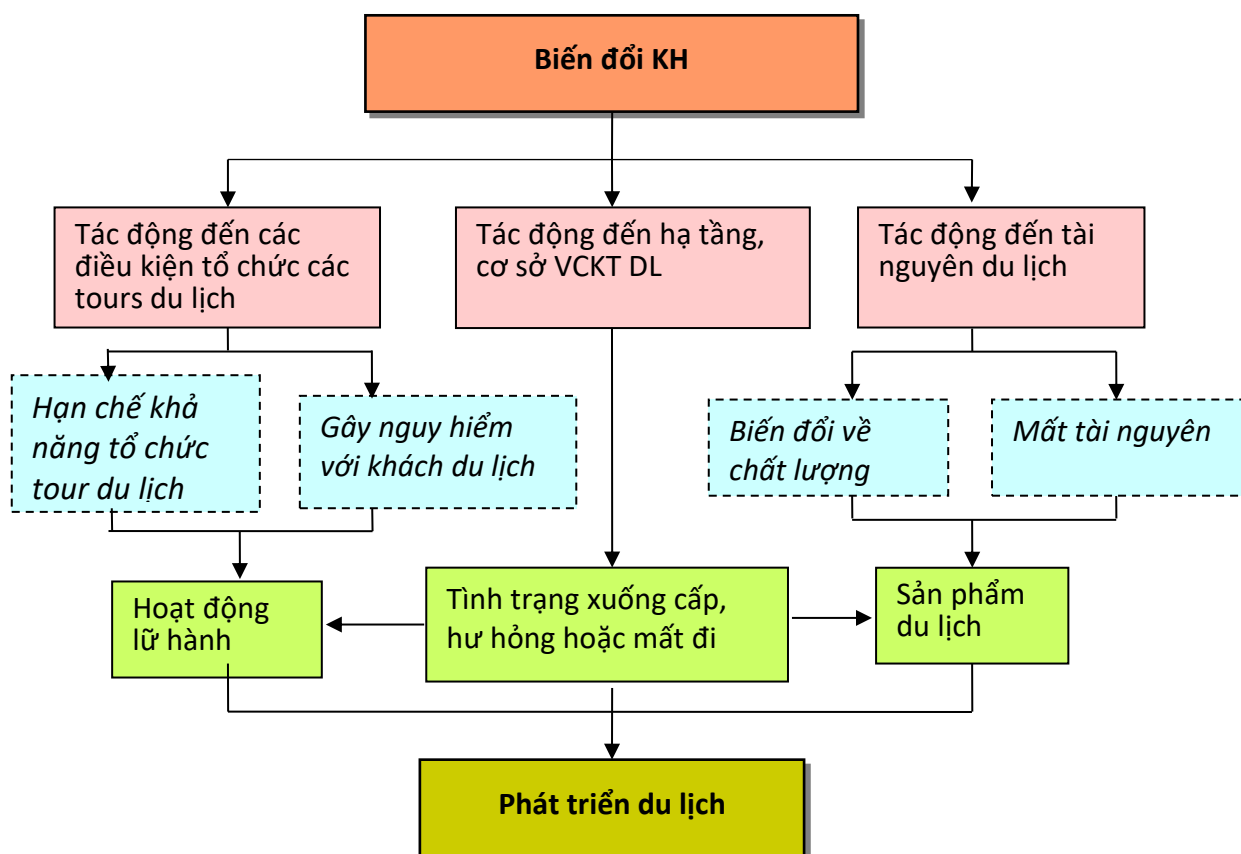 Biến đổi KH
Tác động đến các
điều kiện tổ chức các
tours du lịch
Tác động đến hạ tầng,
cơ sở VCKT DL
Tác động đến tài
nguyên du lịch
Hạn chế khả
năng tổ chức
tour du lịch
Gây nguy hiểm
với khách du lịch
Biến đổi về
chất lượng
Mất tài nguyên
Hoạt động
lữ hành
Tình trạng xuống cấp,
hư hỏng hoặc mất đi
Sản phẩm
du lịch
Phát triển du lịch